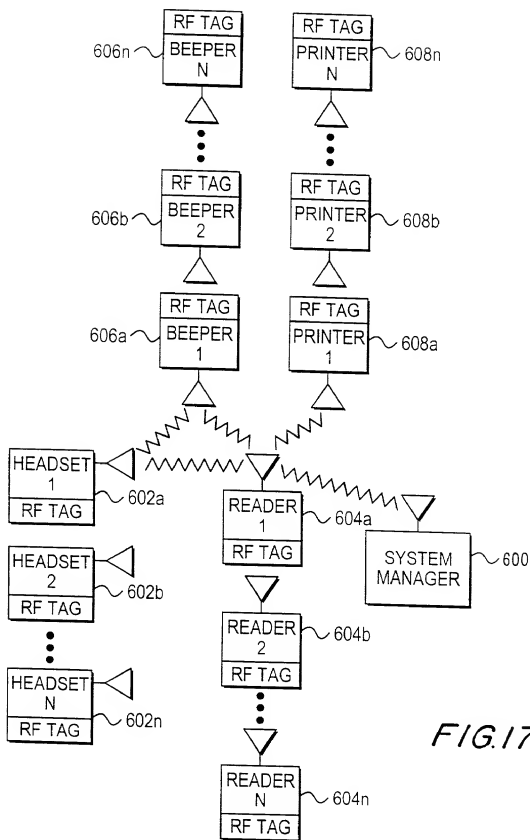 RF TAG
606n
BEEPER
N
RF TAG
608n
PRINTER
N
RF TAG
606b
BEEPER
2
RF TAG
608b
PRINTER
2
RF TAG
606a
BEEPER
1
RF TAG
608a
PRINTER
1
HEADSET
1
602a
RF TAG
READER
1
604a
RF TAG
SYSTEM
MANAGER
600
HEADSET
2
602b
RF TAG
READER
2
604b
RF TAG
HEADSET
N
602n
RF TAG
FIG.17
READER
N
604n
RF TAG